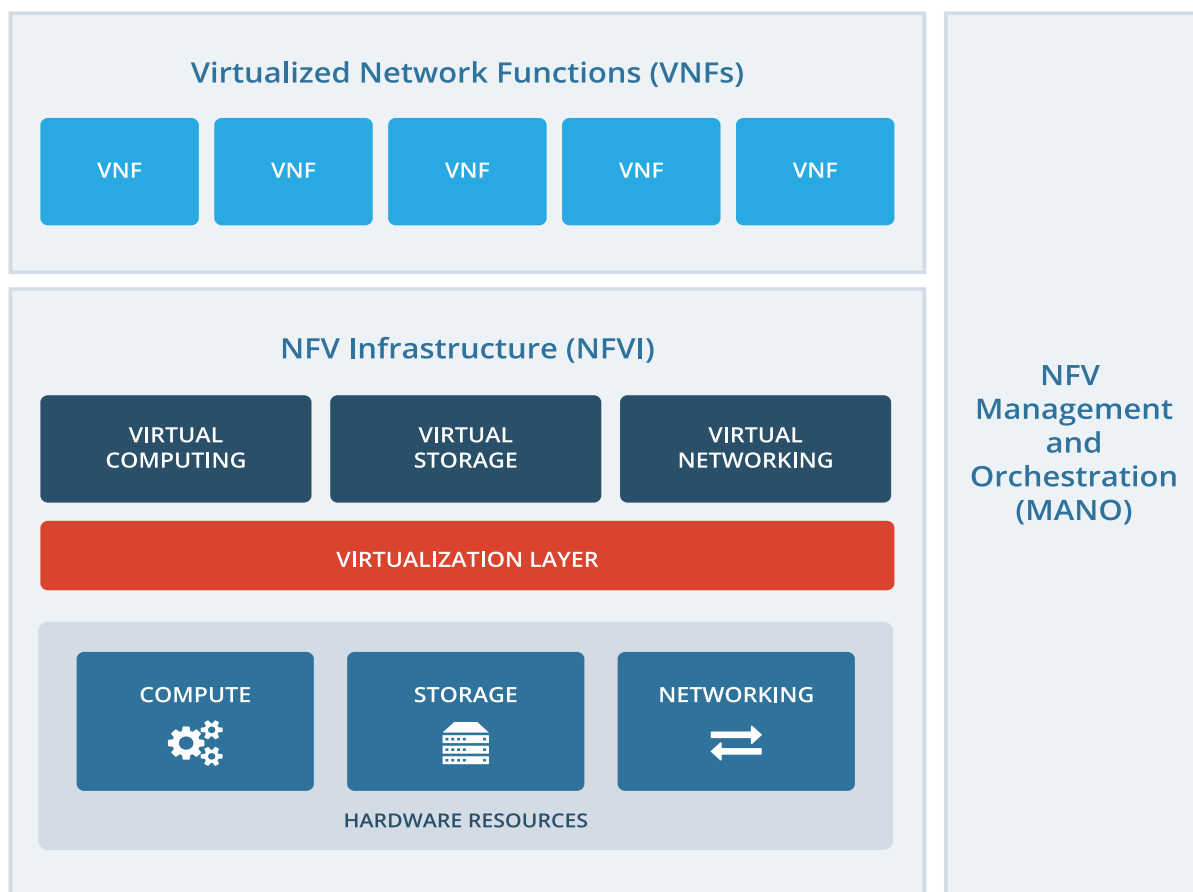 Virtualized Network Functions (VNFs)
VNF
VNF
VNF
VNF
VNF
NFV Infrastructure (NFVI)
VIRTUAL
COMPUTING
VIRTUAL
STORAGE
VIRTUAL
NETWORKING
VIRTUALIZATION LAYER
COMPUTE
STORAGE
NETWORKING
HARDWARE RESOURCES
NFV
Management
and
Orchestration
(MANO)